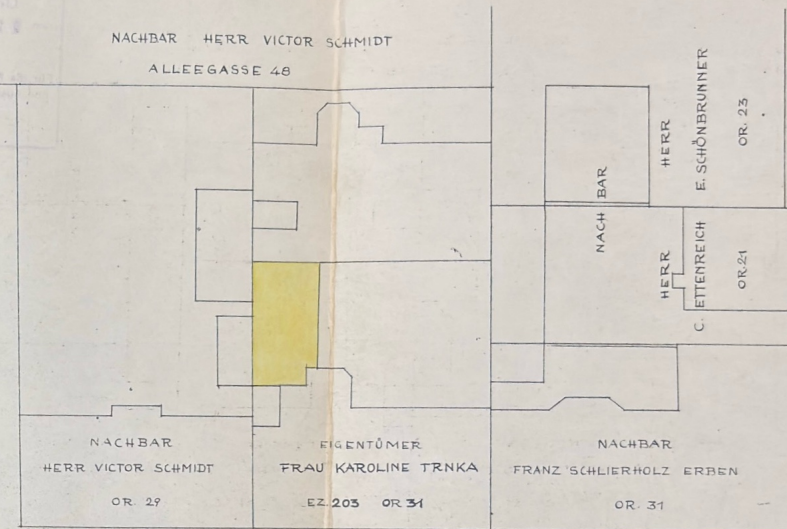 NACHBAR HERR VICTOR SCHMIDT
ALLEEGASSE 48
NACHBAR
HERR
E. SCHÖNBRUNNER
OR. 23
HERR
C. ETTENREICH
OR.21
NACHBAR
HERR VICTOR SCHMIDT
OR. 29
EIGENTÜMER
FRAU KAROLINE TRNKA
EZ.203 OR 31
NACHBAR
FRANZ SCHLIERHOLZ ERBEN
OR. 31